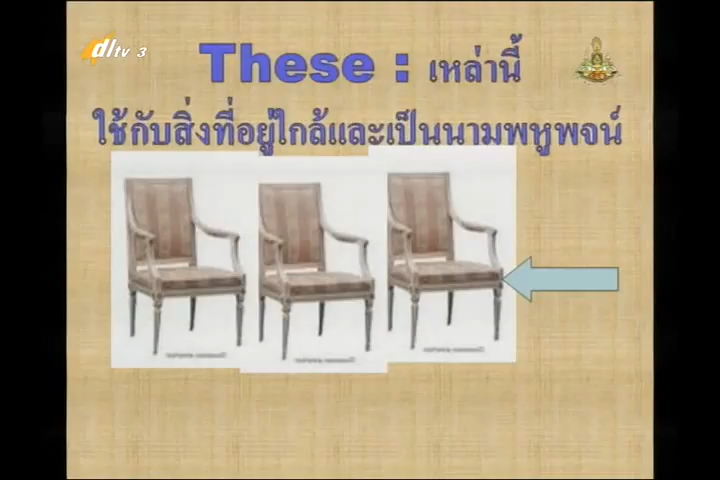 dltv 3
These : เหล่านี้
ใช้กับสิ่งที่อยู่ใกล้และเป็นนามพหูพจน์